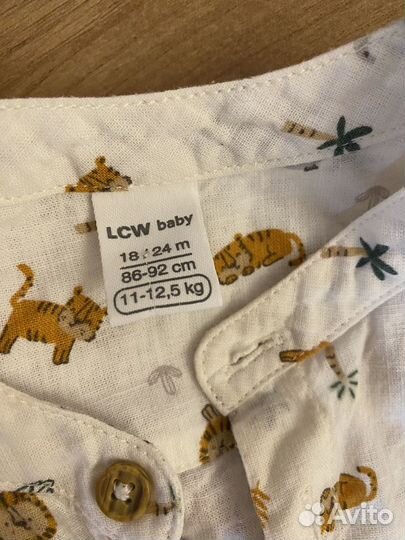 LCW baby
18/24 m
86-92 cm
11-12,5 kg
Avito